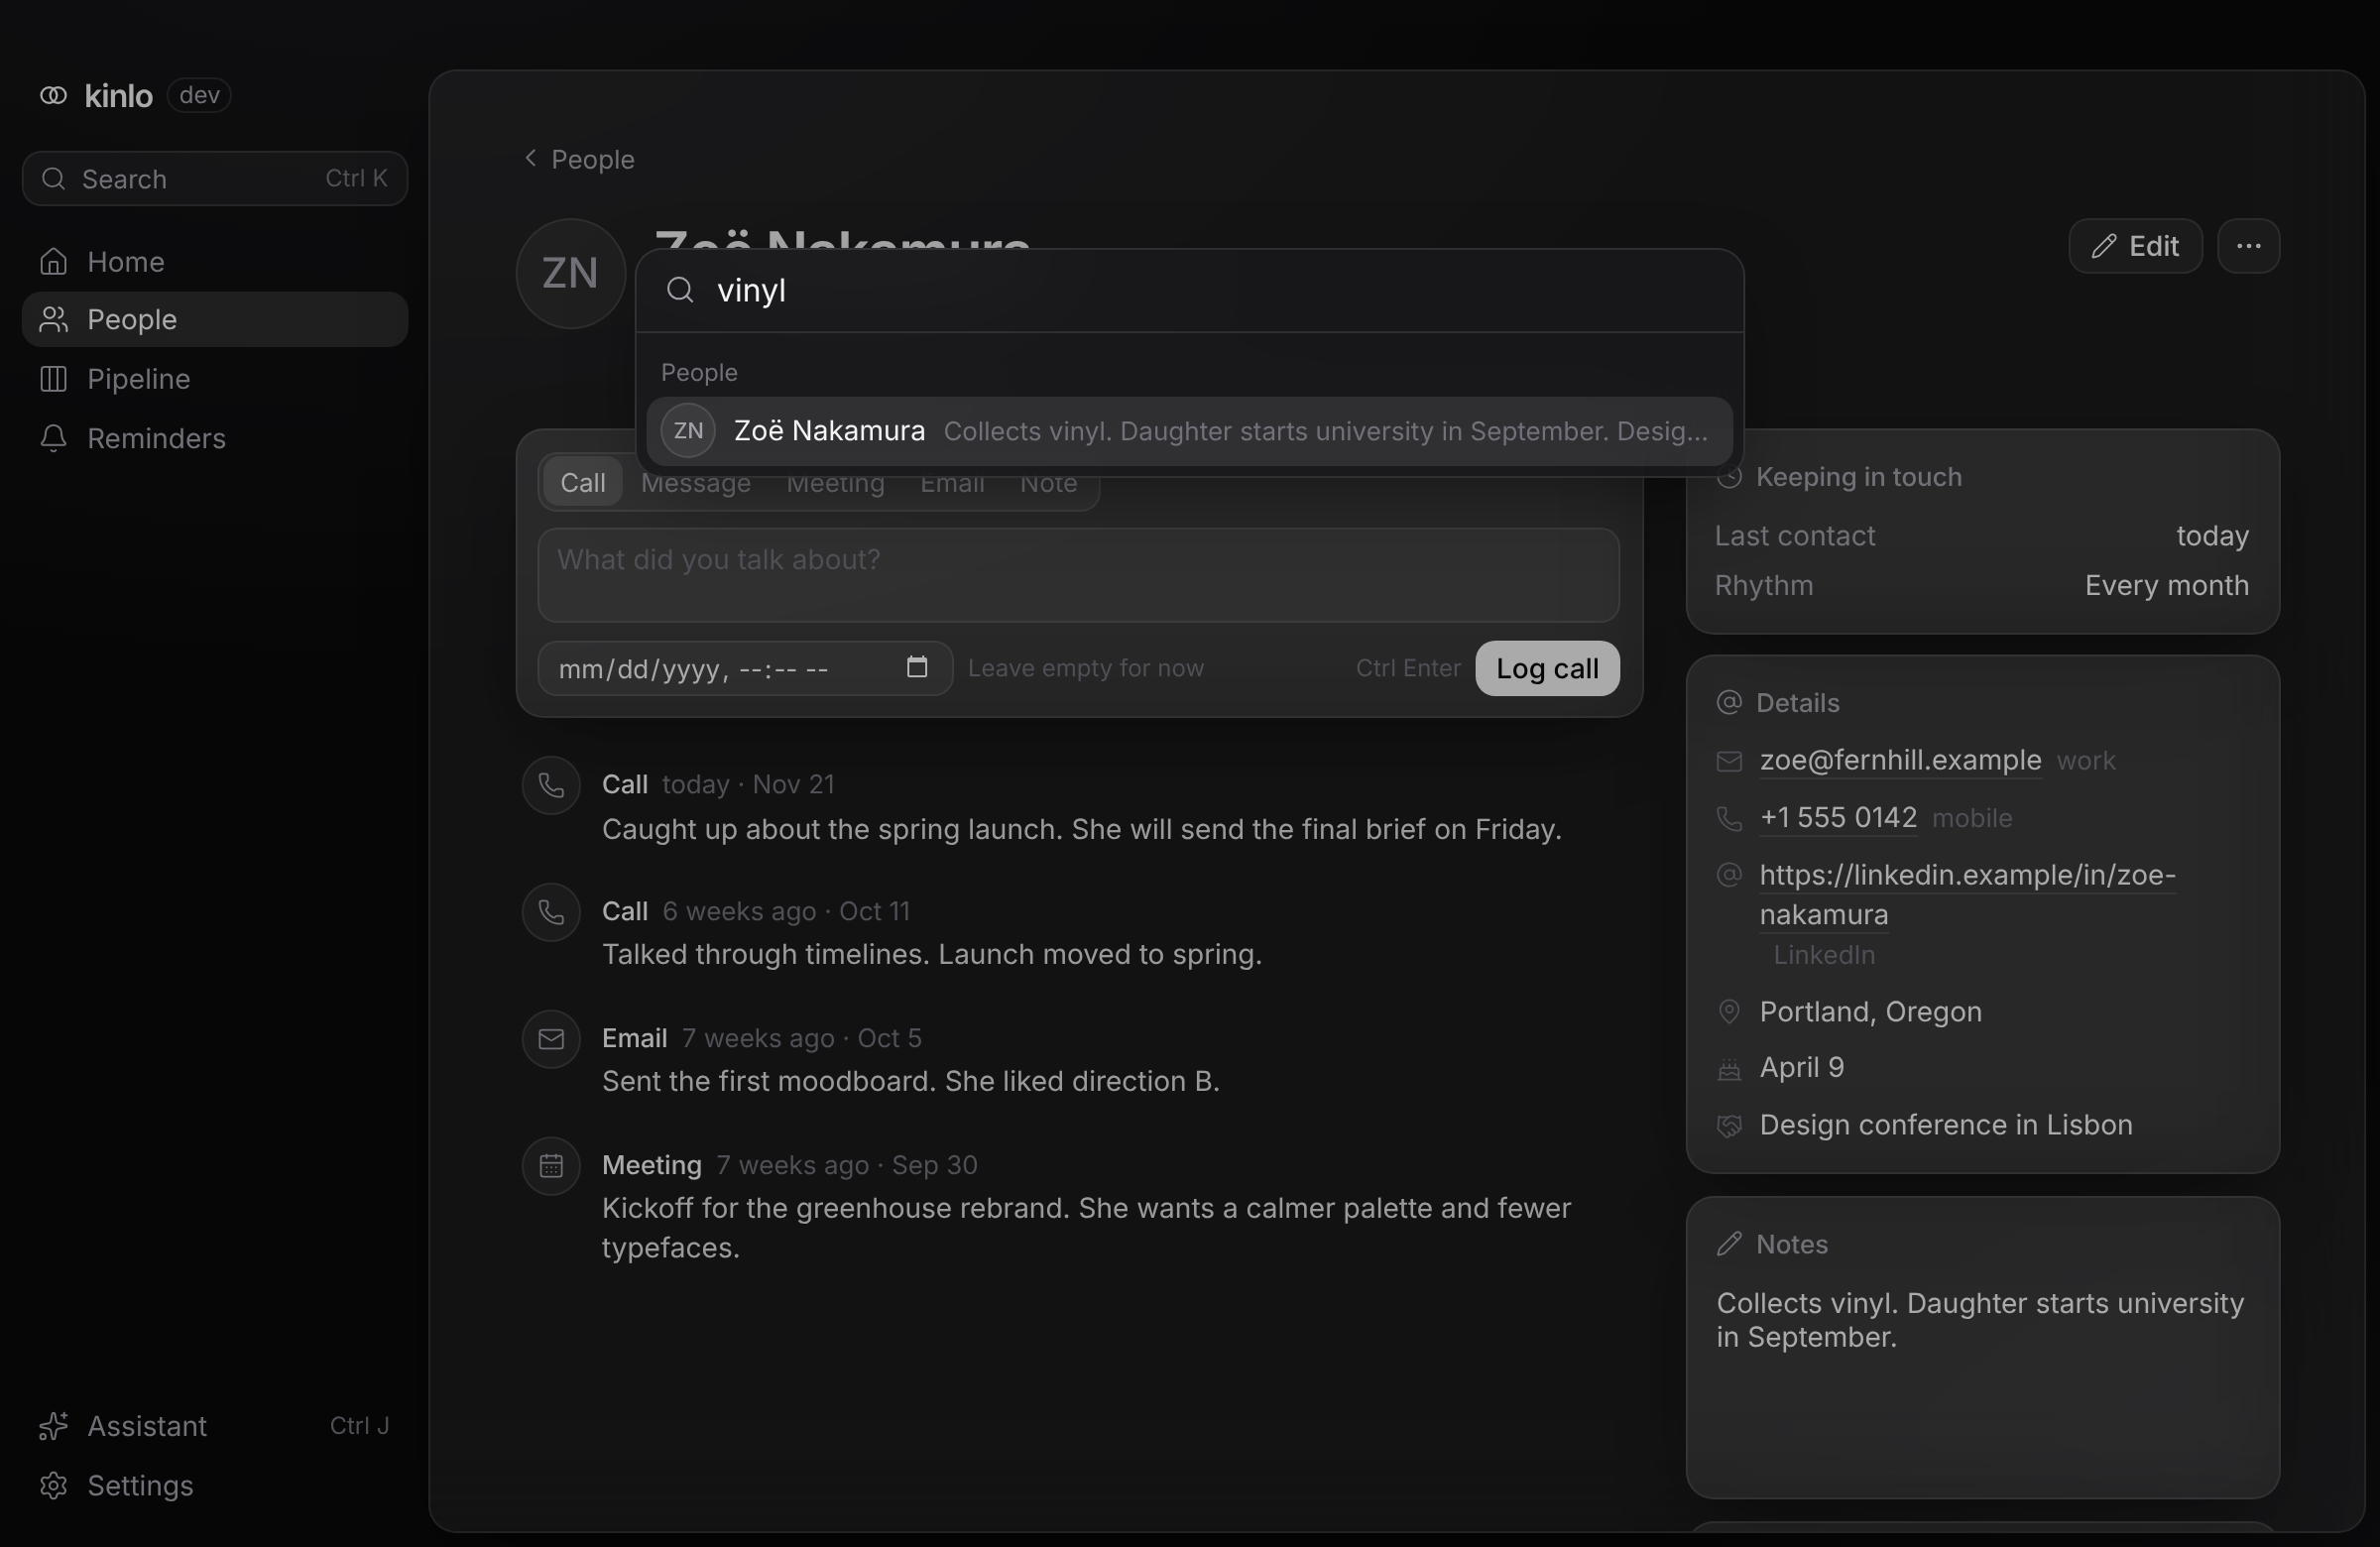 kinlo dev
Search Ctrl K
Home
People
Pipeline
Reminders
Assistant Ctrl J
Settings
People
ZN
Zoë Nakamura
Edit
vinyl
People
ZN Zoë Nakamura Collects vinyl. Daughter starts university in September. Desig...
Call Message Meeting Email Note
What did you talk about?
mm/dd/yyyy, --:-- -- Leave empty for now Ctrl Enter Log call
Call today · Nov 21
Caught up about the spring launch. She will send the final brief on Friday.
Call 6 weeks ago · Oct 11
Talked through timelines. Launch moved to spring.
Email 7 weeks ago · Oct 5
Sent the first moodboard. She liked direction B.
Meeting 7 weeks ago · Sep 30
Kickoff for the greenhouse rebrand. She wants a calmer palette and fewer
typefaces.
Keeping in touch
Last contact today
Rhythm Every month
Details
zoe@fernhill.example work
+1 555 0142 mobile
https://linkedin.example/in/zoe-
nakamura
LinkedIn
Portland, Oregon
April 9
Design conference in Lisbon
Notes
Collects vinyl. Daughter starts university
in September.